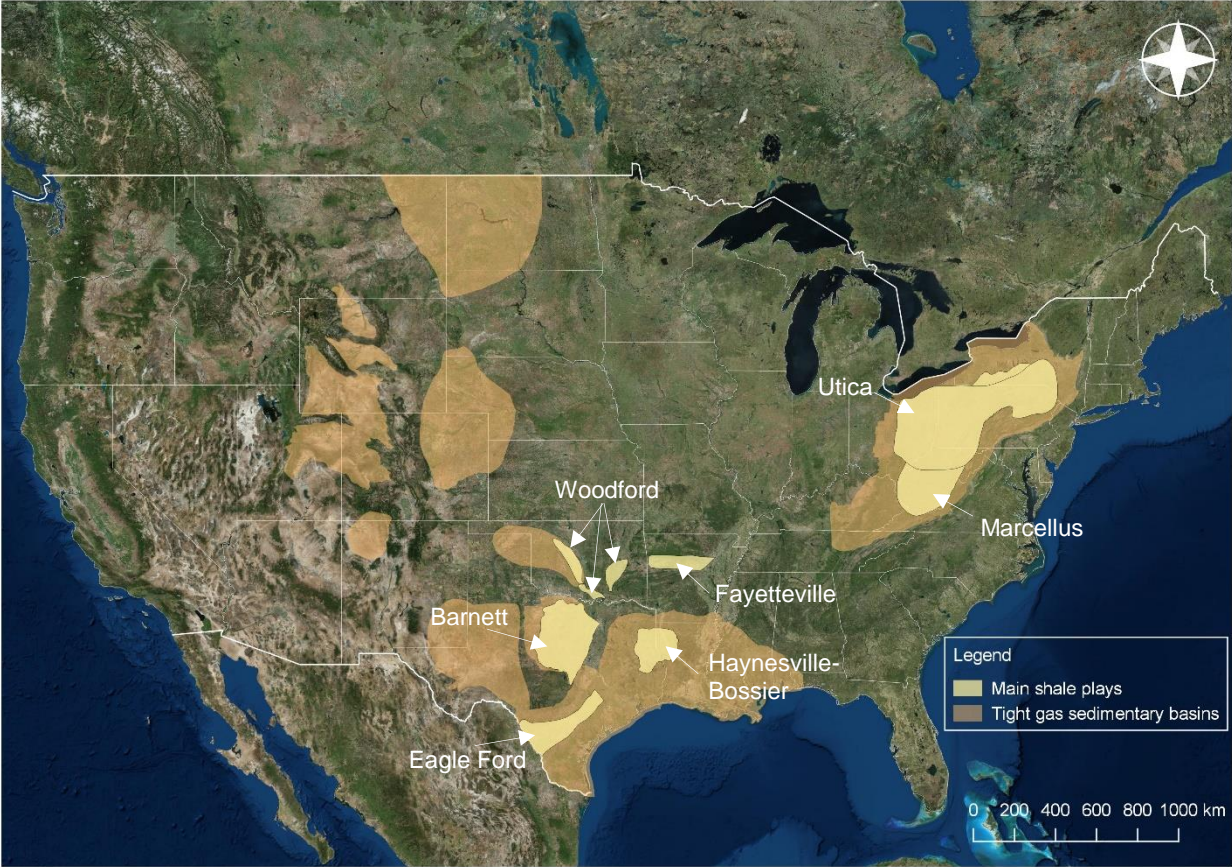 Utica
Woodford
Marcellus
Fayetteville
Barnett
Haynesville-
Bossier
Eagle Ford
Legend
Main shale plays
Tight gas sedimentary basins
0 200 400 600 800 1000 km